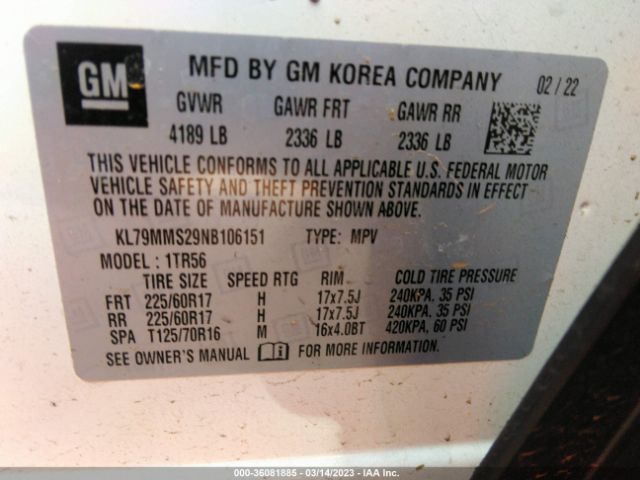 GM MFD BY GM KOREA COMPANY 02/22
GVWR GAWR FRT GAWR RR
4189 LB 2336 LB 2336 LB
THIS VEHICLE CONFORMS TO ALL APPLICABLE U.S. FEDERAL MOTOR
VEHICLE SAFETY AND THEFT PREVENTION STANDARDS IN EFFECT
ON THE DATE OF MANUFACTURE SHOWN ABOVE.
KL79MMS29NB106151 TYPE: MPV
MODEL : 1TR56
TIRE SIZE SPEED RTG RIM COLD TIRE PRESSURE
FRT 225/60R17 H 17x7.5J 240KPA, 35 PSI
RR 225/60R17 H 17x7.5J 240KPA, 35 PSI
SPA T125/70R16 M 16x4.0BT 420KPA, 60 PSI
SEE OWNER'S MANUAL FOR MORE INFORMATION.
000-36081885 - 03/14/2023 - IAA Inc.